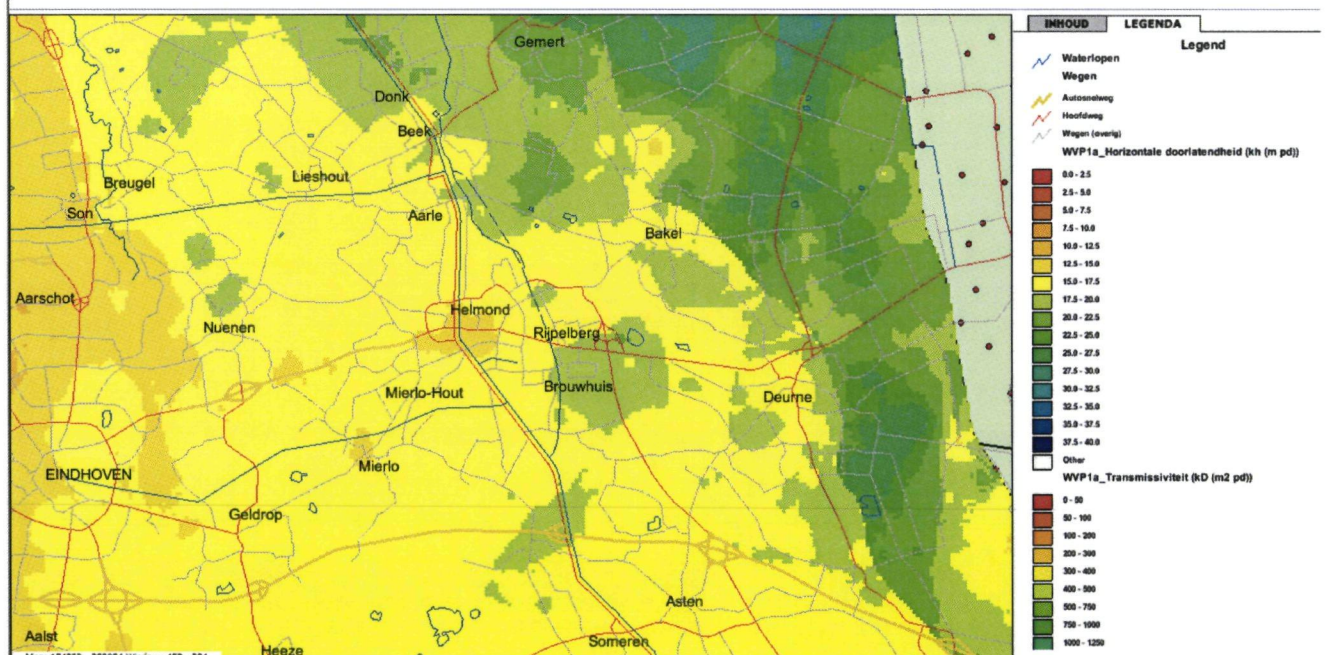 INHOUD LEGENDA
Legend
Waterlopen
Wegen
Autosnelweg
Hoofdweg
Wegen (overig)
WVP1a_Horizontale doorlatendheid (kh (m pd))
0.0 - 2.5
2.5 - 5.0
5.0 - 7.5
7.5 - 10.0
10.0 - 12.5
12.5 - 15.0
15.0 - 17.5
17.5 - 20.0
20.0 - 22.5
22.5 - 25.0
25.0 - 27.5
27.5 - 30.0
30.0 - 32.5
32.5 - 35.0
35.0 - 37.5
37.5 - 40.0
Other
WVP1a_Transmissiviteit (kD (m2 pd))
0 - 50
50 - 100
100 - 200
200 - 300
300 - 400
400 - 500
500 - 750
750 - 1000
1000 - 1250
Gemert
Donk
Beek
Lieshout
Breugel
Son
Aarle
Bakel
Aarschot
Helmond
Nuenen
Rijpelberg
Mierlo-Hout
Brouwhuis
Deurne
Mierlo
EINDHOVEN
Geldrop
Asten
Aalst
Someren
Heeze